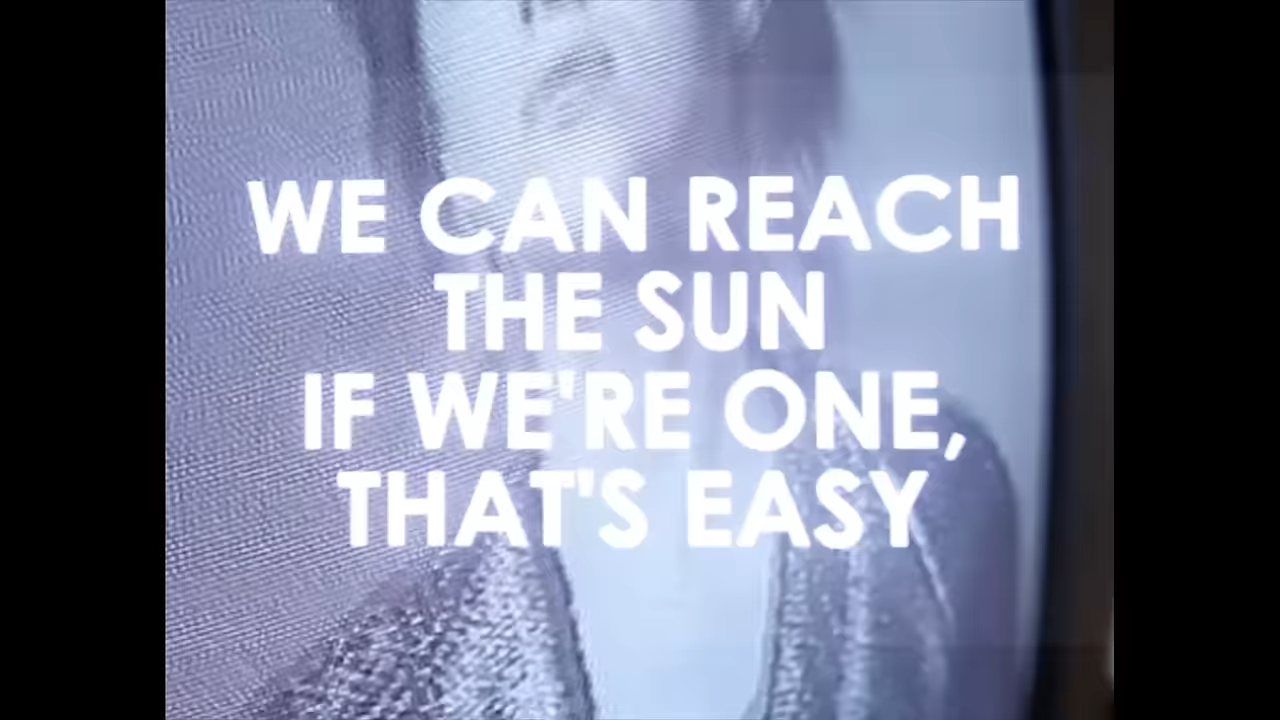 WE CAN REACH
THE SUN
IF WE'RE ONE,
THAT'S EASY